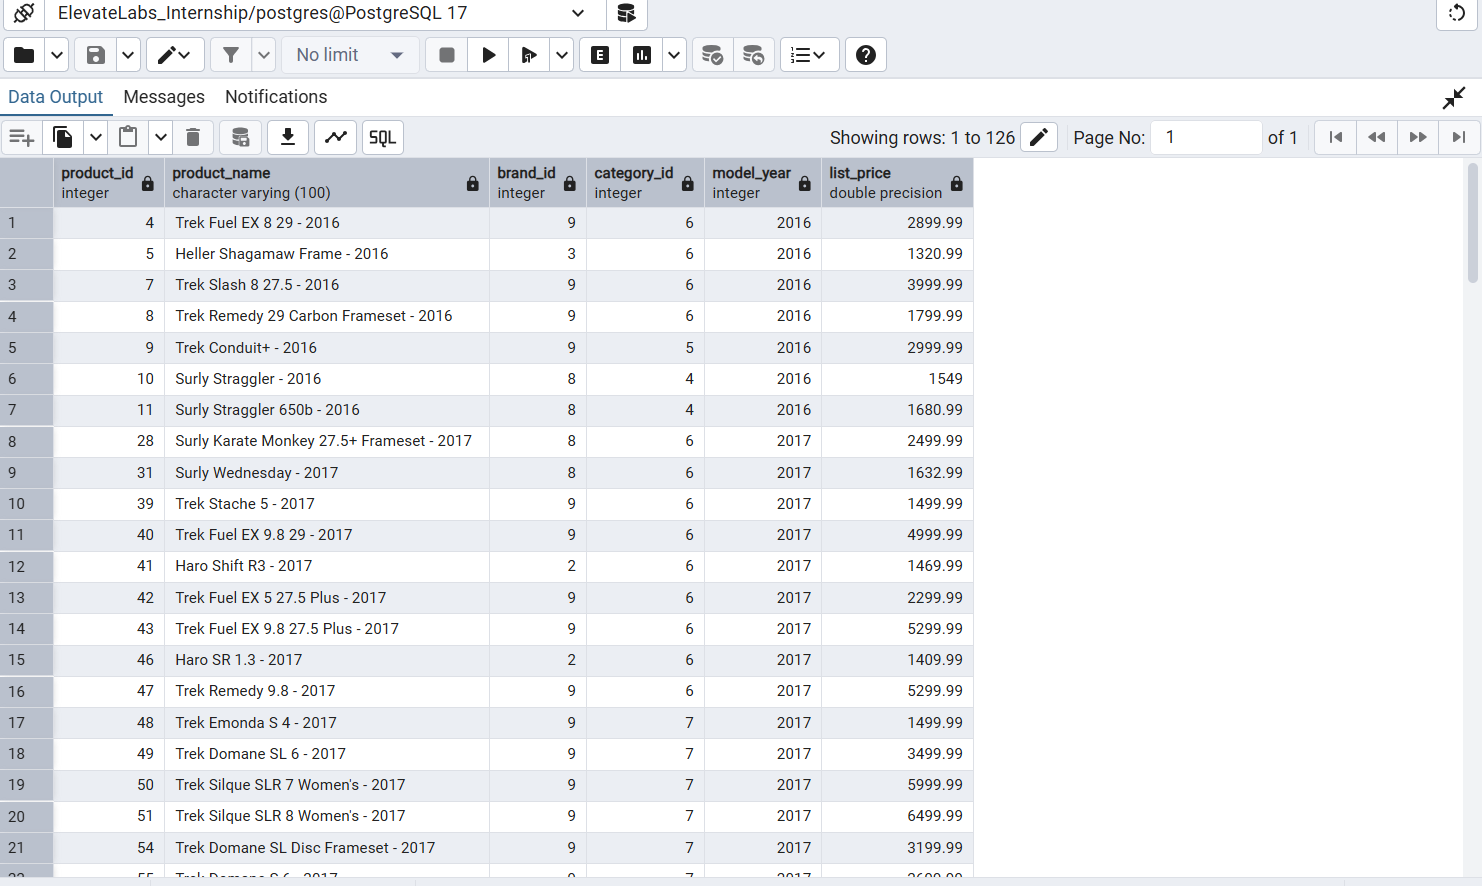 ElevateLabs_Internship/postgres@PostgreSQL 17
No limit
E
Data Output Messages Notifications
SQL Showing rows: 1 to 126 Page No: 1 of 1
product_id product_name brand_id category_id model_year list_price
integer character varying (100) integer integer integer double precision
1 4 Trek Fuel EX 8 29 - 2016 9 6 2016 2899.99
2 5 Heller Shagamaw Frame - 2016 3 6 2016 1320.99
3 7 Trek Slash 8 27.5 - 2016 9 6 2016 3999.99
4 8 Trek Remedy 29 Carbon Frameset - 2016 9 6 2016 1799.99
5 9 Trek Conduit+ - 2016 9 5 2016 2999.99
6 10 Surly Straggler - 2016 8 4 2016 1549
7 11 Surly Straggler 650b - 2016 8 4 2016 1680.99
8 28 Surly Karate Monkey 27.5+ Frameset - 2017 8 6 2017 2499.99
9 31 Surly Wednesday - 2017 8 6 2017 1632.99
10 39 Trek Stache 5 - 2017 9 6 2017 1499.99
11 40 Trek Fuel EX 9.8 29 - 2017 9 6 2017 4999.99
12 41 Haro Shift R3 - 2017 2 6 2017 1469.99
13 42 Trek Fuel EX 5 27.5 Plus - 2017 9 6 2017 2299.99
14 43 Trek Fuel EX 9.8 27.5 Plus - 2017 9 6 2017 5299.99
15 46 Haro SR 1.3 - 2017 2 6 2017 1409.99
16 47 Trek Remedy 9.8 - 2017 9 6 2017 5299.99
17 48 Trek Emonda S 4 - 2017 9 7 2017 1499.99
18 49 Trek Domane SL 6 - 2017 9 7 2017 3499.99
19 50 Trek Silque SLR 7 Women's - 2017 9 7 2017 5999.99
20 51 Trek Silque SLR 8 Women's - 2017 9 7 2017 6499.99
21 54 Trek Domane SL Disc Frameset - 2017 9 7 2017 3199.99